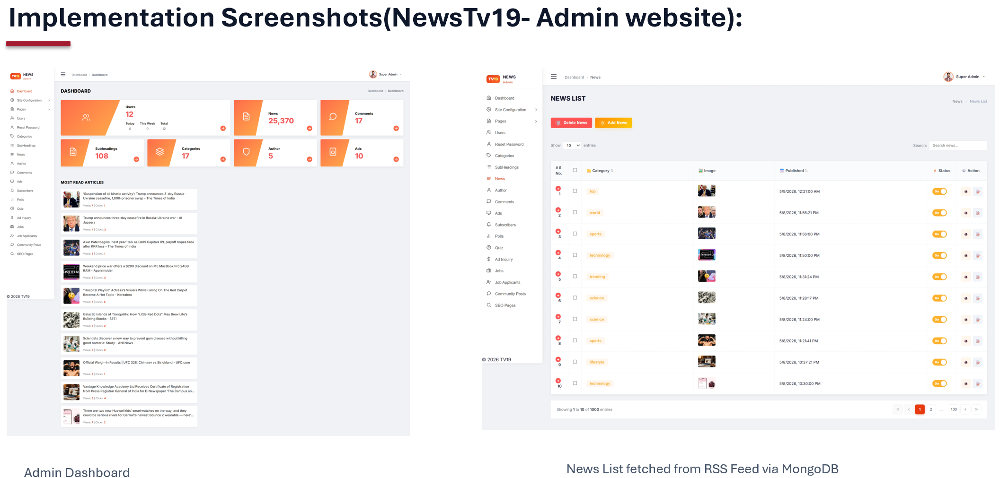 Implementation Screenshots(NewsTv19- Admin website):
TV19 NEWS
Admin
Dashboard
Site Configuration
Pages
Users
Reset Password
Categories
SubHeadings
News
Author
Comments
Ads
Subscribers
Polls
Quiz
Ad Inquiry
Jobs
Job Applicants
Community Posts
SEO Pages
© 2026 TV19
Dashboard › Dashboard
Super Admin
DASHBOARD
Dashboard › Dashboard
Users
12
Today This Week Total
0 0 12
News
25,370
Comments
17
Subheadings
108
Categories
17
Author
5
Ads
10
MOST READ ARTICLES
'Suspension of all kinetic activity': Trump announces 3-day Russia-
Ukraine ceasefire, 1,000-prisoner swap - The Times of India
Views: 7 | Clicks: 1
Trump announces three-day ceasefire in Russia-Ukraine war - Al
Jazeera
Views: 4 | Clicks: 2
Axar Patel begins 'next year' talk as Delhi Capitals IPL playoff hopes fade
after KKR loss - The Times of India
Views: 3 | Clicks: 1
Weekend price war offers a $200 discount on M5 MacBook Pro 24GB
RAM - AppleInsider
Views: 5 | Clicks: 3
"Hospital Playlist" Actress's Visuals While Falling On The Red Carpet
Become A Hot Topic - Koreaboo
Views: 7 | Clicks: 5
Galactic Islands of Tranquility: How "Little Red Dots" May Brew Life's
Building Blocks - SETI
Views: 5 | Clicks: 2
Scientists discover a new way to prevent gum disease without killing
good bacteria: Study - ANI News
Views: 3 | Clicks: 2
Official Weigh-In Results | UFC 328: Chimaev vs Strickland - UFC.com
Views: 5 | Clicks: 1
Vantage Knowledge Academy Ltd Receives Certificate of Registration
from Press Registrar General of India for E-Newspaper 'The Campus an...
Views: 6 | Clicks: 4
There are two new Huawei kids' smartwatches on the way, and they
could be serious rivals for Garmin's newest Bounce 2 wearable — here'...
Views: 7 | Clicks: 2
Admin Dashboard
TV19 NEWS
Admin
Dashboard
Site Configuration
Pages
Users
Reset Password
Categories
SubHeadings
News
Author
Comments
Ads
Subscribers
Polls
Quiz
Ad Inquiry
Jobs
Job Applicants
Community Posts
SEO Pages
© 2026 TV19
Dashboard › News
Super Admin
NEWS LIST
News › News List
Delete News Add News
Show 10 entries
Search: Search news...
# S No. Category Image Published Status Action
1 top 5/9/2026, 12:21:00 AM On
2 world 5/8/2026, 11:56:21 PM On
3 sports 5/8/2026, 11:56:00 PM On
4 technology 5/8/2026, 11:50:00 PM On
5 trending 5/8/2026, 11:31:24 PM On
6 science 5/8/2026, 11:28:17 PM On
7 science 5/8/2026, 11:24:00 PM On
8 sports 5/8/2026, 11:21:41 PM On
9 lifestyle 5/8/2026, 10:37:21 PM On
10 technology 5/8/2026, 10:30:00 PM On
Showing 1 to 10 of 1000 entries
« ‹ 1 2 ... 100 › »
News List fetched from RSS Feed via MongoDB